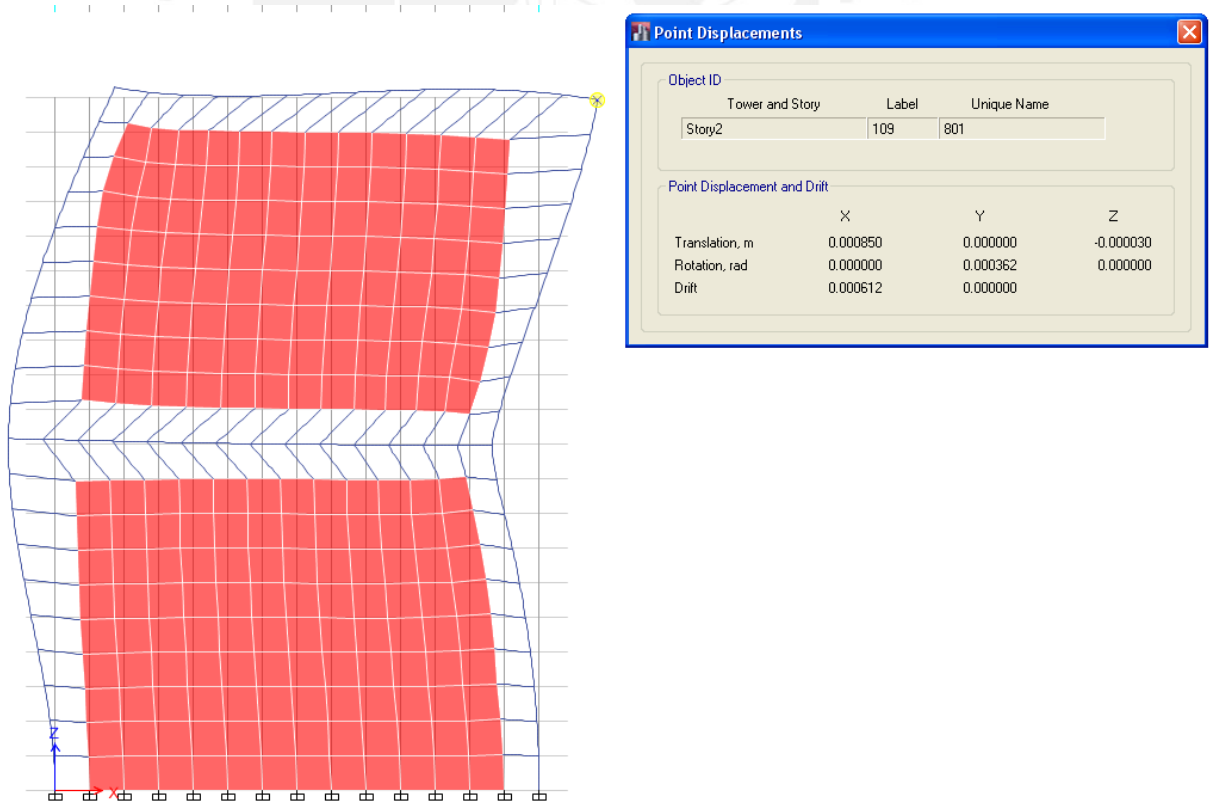 Point Displacements
Object ID
Tower and Story Label Unique Name
Story2 109 801
Point Displacement and Drift
X Y Z
Translation, m 0.000850 0.000000 -0.000030
Rotation, rad 0.000000 0.000362 0.000000
Drift 0.000612 0.000000
Z
X